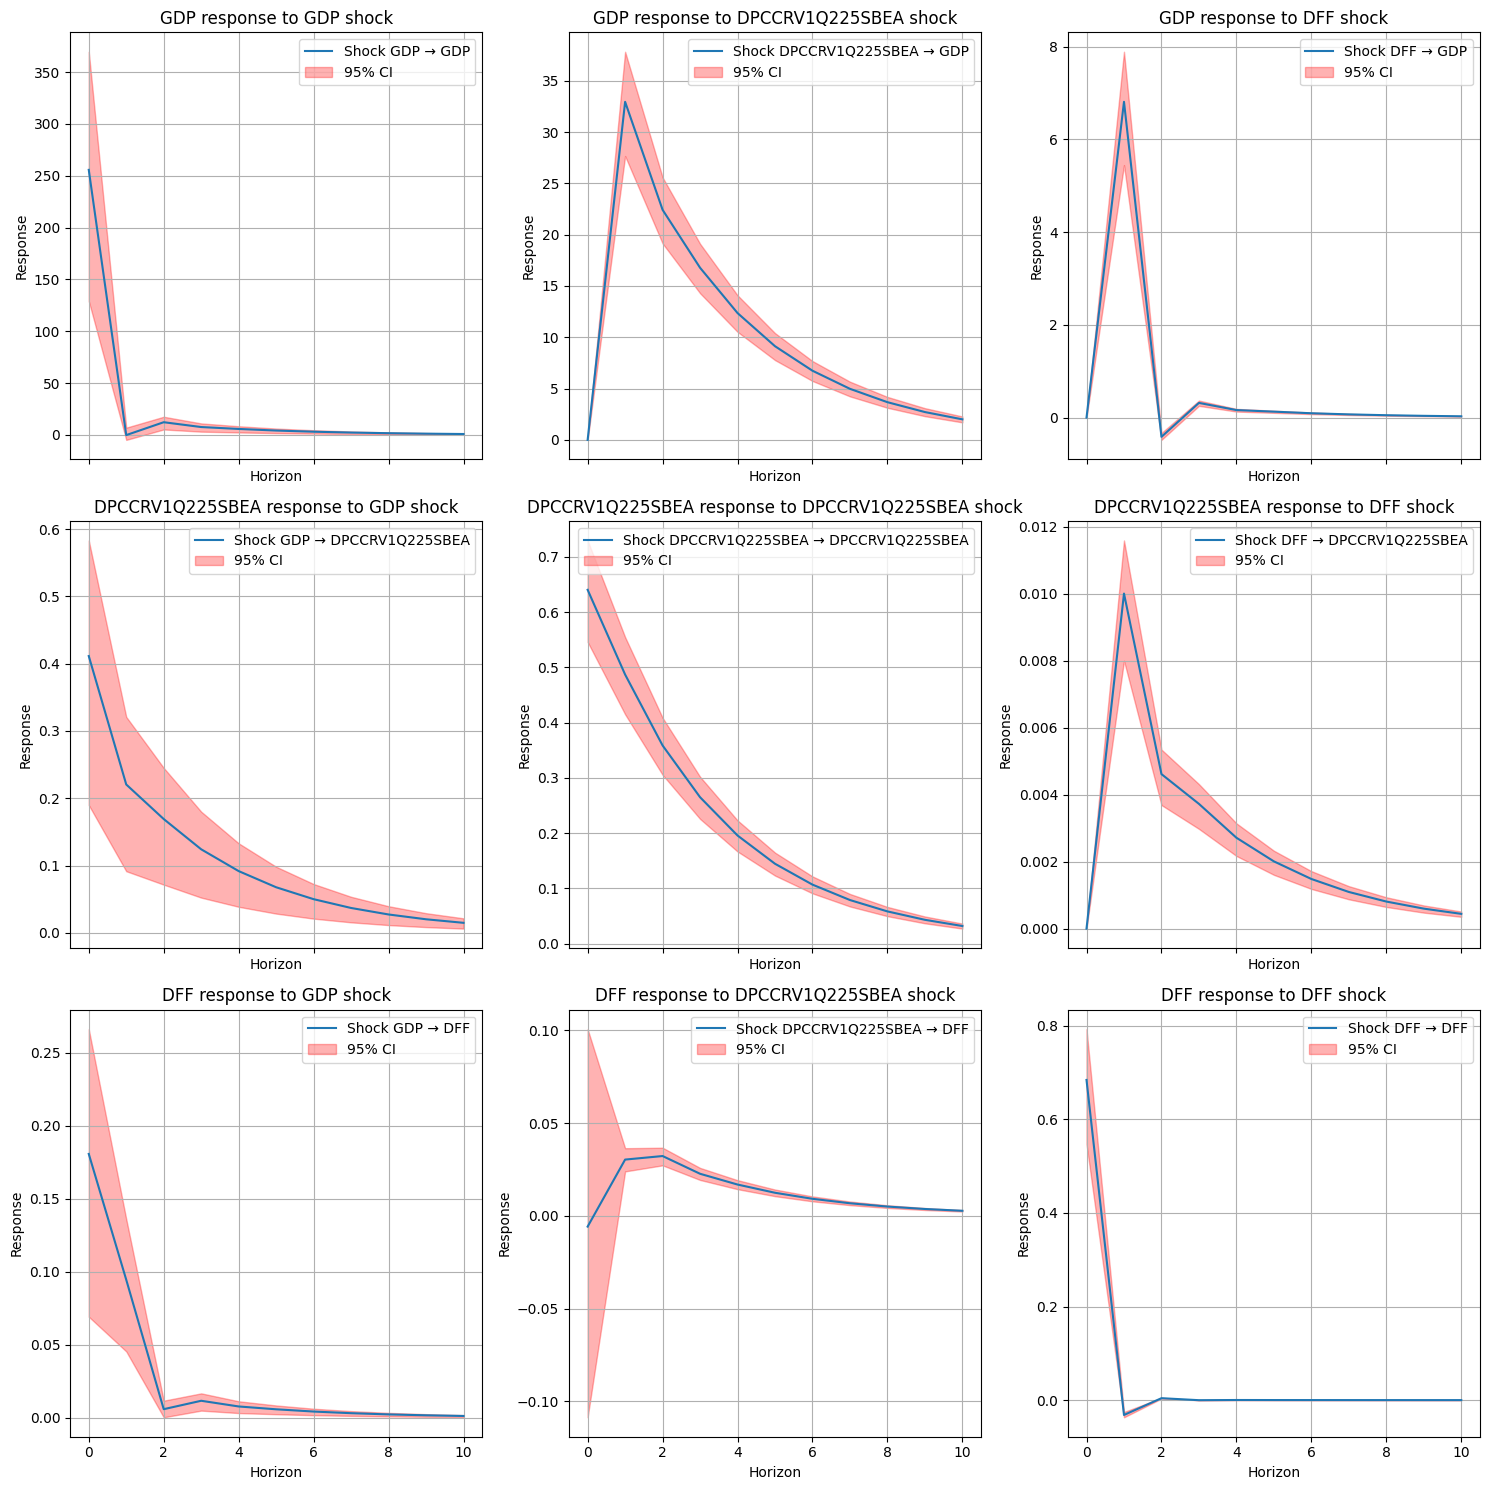 GDP response to GDP shock
Shock GDP → GDP
95% CI
350
300
250
200
150
100
50
0
Response
Horizon
GDP response to DPCCRV1Q225SBEA shock
Shock DPCCRV1Q225SBEA → GDP
95% CI
35
30
25
20
15
10
5
0
Response
Horizon
GDP response to DFF shock
Shock DFF → GDP
95% CI
8
6
4
2
0
Response
Horizon
DPCCRV1Q225SBEA response to GDP shock
Shock GDP → DPCCRV1Q225SBEA
95% CI
0.6
0.5
0.4
0.3
0.2
0.1
0.0
Response
Horizon
DPCCRV1Q225SBEA response to DPCCRV1Q225SBEA shock
Shock DPCCRV1Q225SBEA → DPCCRV1Q225SBEA
95% CI
0.7
0.6
0.5
0.4
0.3
0.2
0.1
0.0
Response
Horizon
DPCCRV1Q225SBEA response to DFF shock
Shock DFF → DPCCRV1Q225SBEA
95% CI
0.012
0.010
0.008
0.006
0.004
0.002
0.000
Response
Horizon
DFF response to GDP shock
Shock GDP → DFF
95% CI
0.25
0.20
0.15
0.10
0.05
0.00
Response
0 2 4 6 8 10
Horizon
DFF response to DPCCRV1Q225SBEA shock
Shock DPCCRV1Q225SBEA → DFF
95% CI
0.10
0.05
0.00
−0.05
−0.10
Response
0 2 4 6 8 10
Horizon
DFF response to DFF shock
Shock DFF → DFF
95% CI
0.8
0.6
0.4
0.2
0.0
Response
0 2 4 6 8 10
Horizon